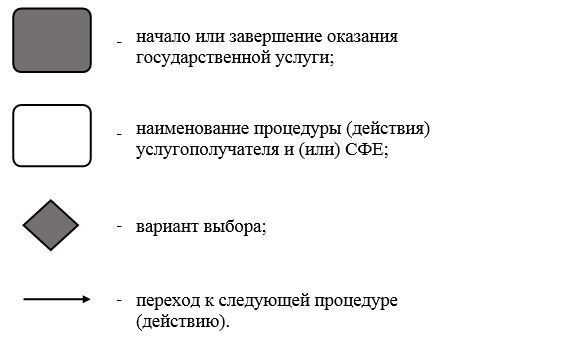 - начало или завершение оказания
государственной услуги;
- наименование процедуры (действия)
услугополучателя и (или) СФЕ;
- вариант выбора;
- переход к следующей процедуре
(действию).